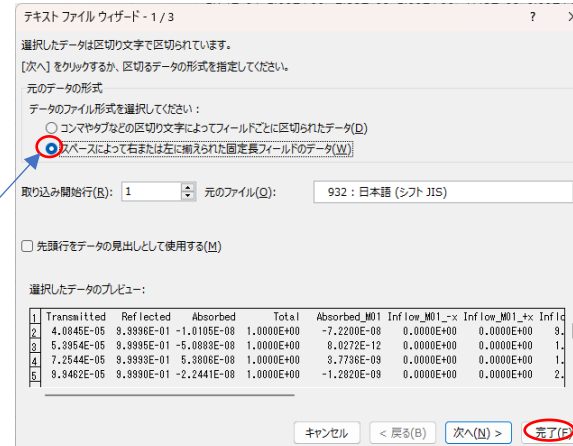 テキスト ファイル ウィザード - 1 / 3 ?
選択したデータは区切り文字で区切られています。
[次へ] をクリックするか、区切るデータの形式を指定してください。
元のデータの形式
データのファイル形式を選択してください：
コンマやタブなどの区切り文字によってフィールドごとに区切られたデータ(D)
スペースによって右または左に揃えられた固定長フィールドのデータ(W)
取り込み開始行(R): 1 元のファイル(O): 932 : 日本語 (シフト JIS)
先頭行をデータの見出しとして使用する(M)
選択したデータのプレビュー:
1 Transmitted Reflected Absorbed Total Absorbed_M01 Inflow_M01_-x Inflow_M01_+x Inflo
2 4.0845E-05 9.9996E-01 -1.0105E-08 1.0000E+00 -7.2200E-08 0.0000E+00 0.0000E+00 9.
3 5.3954E-05 9.9995E-01 -5.0883E-08 1.0000E+00 8.0272E-12 0.0000E+00 0.0000E+00 1.
4 7.2544E-05 9.9993E-01 5.3806E-08 1.0000E+00 3.7736E-09 0.0000E+00 0.0000E+00 1.
5 9.9462E-05 9.9990E-01 -2.2441E-08 1.0000E+00 -1.2820E-09 0.0000E+00 0.0000E+00 2.
キャンセル < 戻る(B) 次へ(N) > 完了(F)